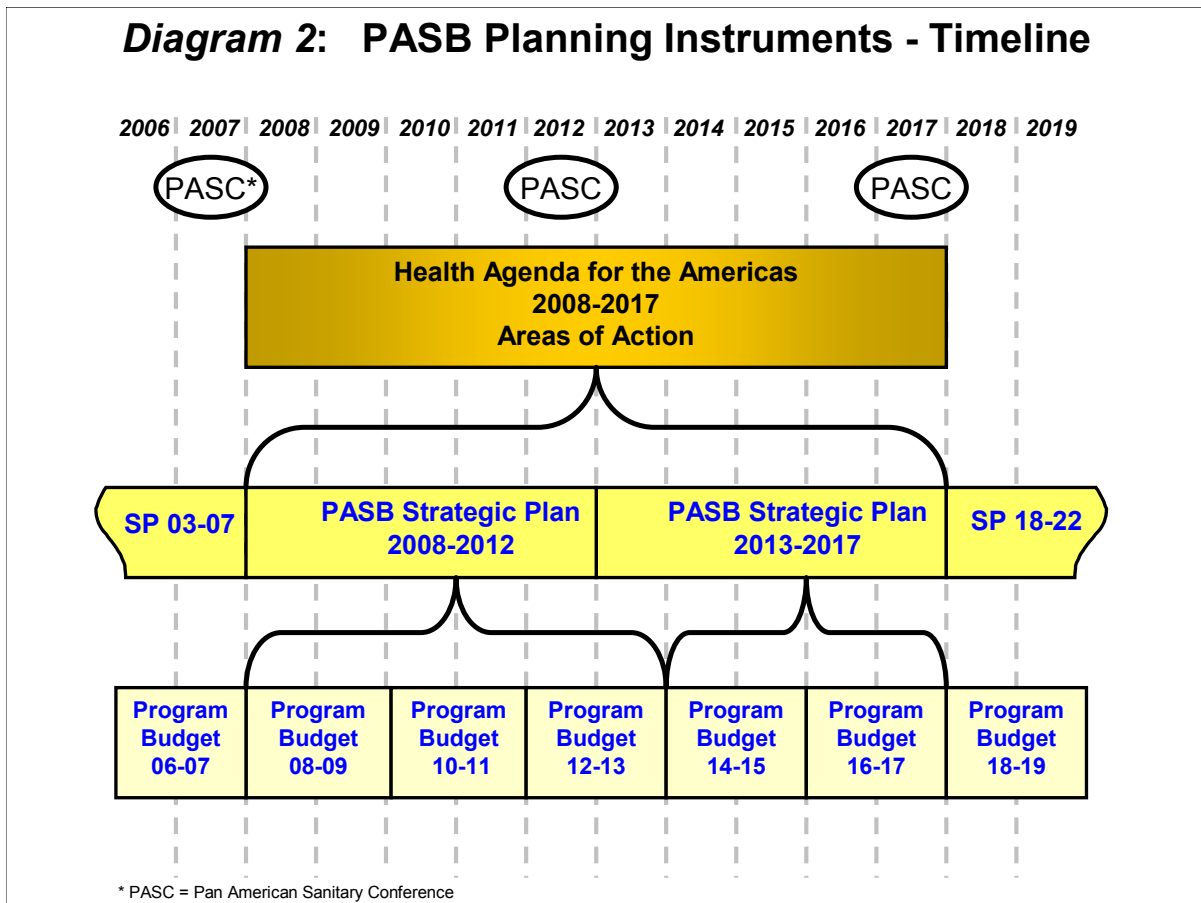 Diagram 2: PASB Planning Instruments - Timeline
2006 2007 2008 2009 2010 2011 2012 2013 2014 2015 2016 2017 2018 2019
PASC* PASC PASC
Health Agenda for the Americas
2008-2017
Areas of Action
SP 03-07
PASB Strategic Plan
2008-2012
PASB Strategic Plan
2013-2017
SP 18-22
Program
Budget
06-07
Program
Budget
08-09
Program
Budget
10-11
Program
Budget
12-13
Program
Budget
14-15
Program
Budget
16-17
Program
Budget
18-19
* PASC = Pan American Sanitary Conference